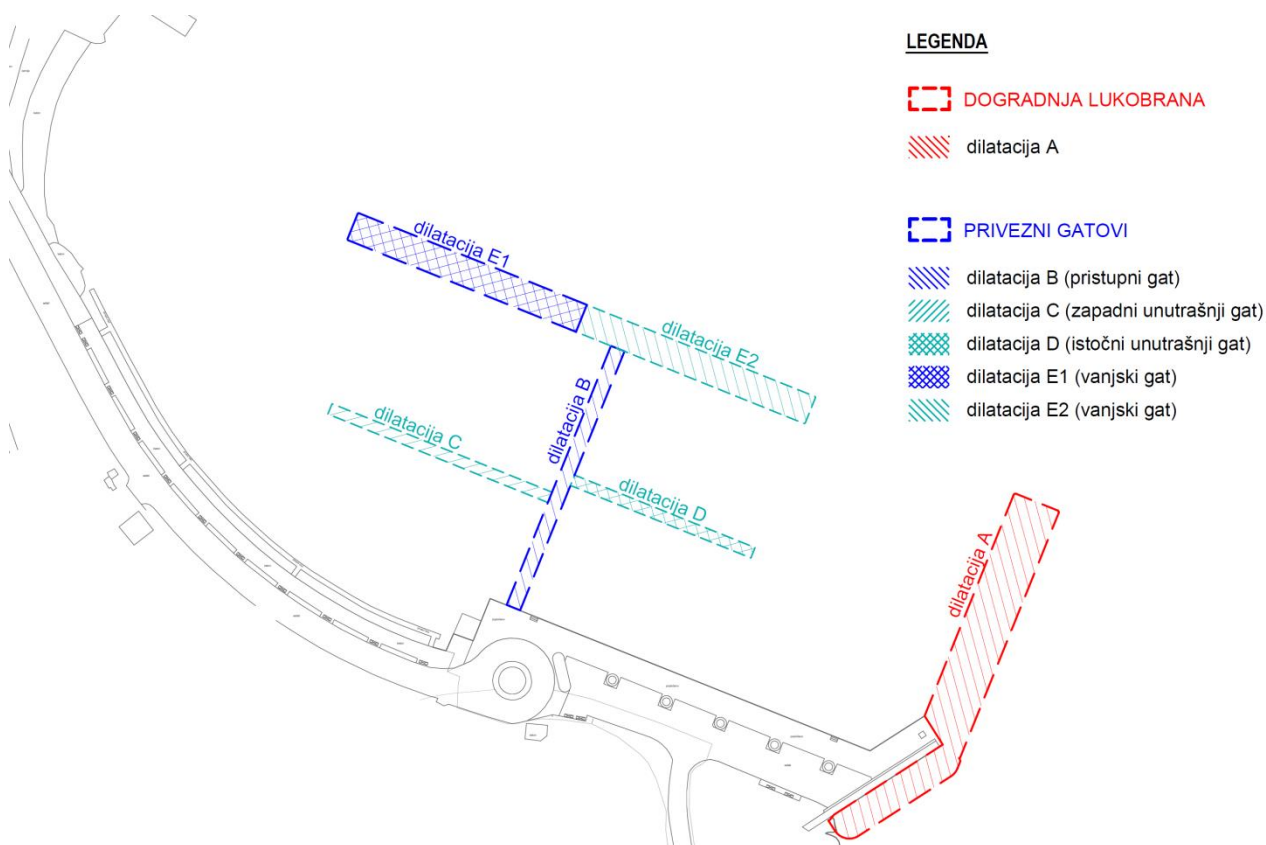 LEGENDA
DOGRADNJA LUKOBRANA
dilatacija A
PRIVEZNI GATOVI
dilatacija B (pristupni gat)
dilatacija C (zapadni unutrašnji gat)
dilatacija D (istočni unutrašnji gat)
dilatacija E1 (vanjski gat)
dilatacija E2 (vanjski gat)
dilatacija E1
dilatacija E2
dilatacija B
dilatacija C
dilatacija D
dilatacija A